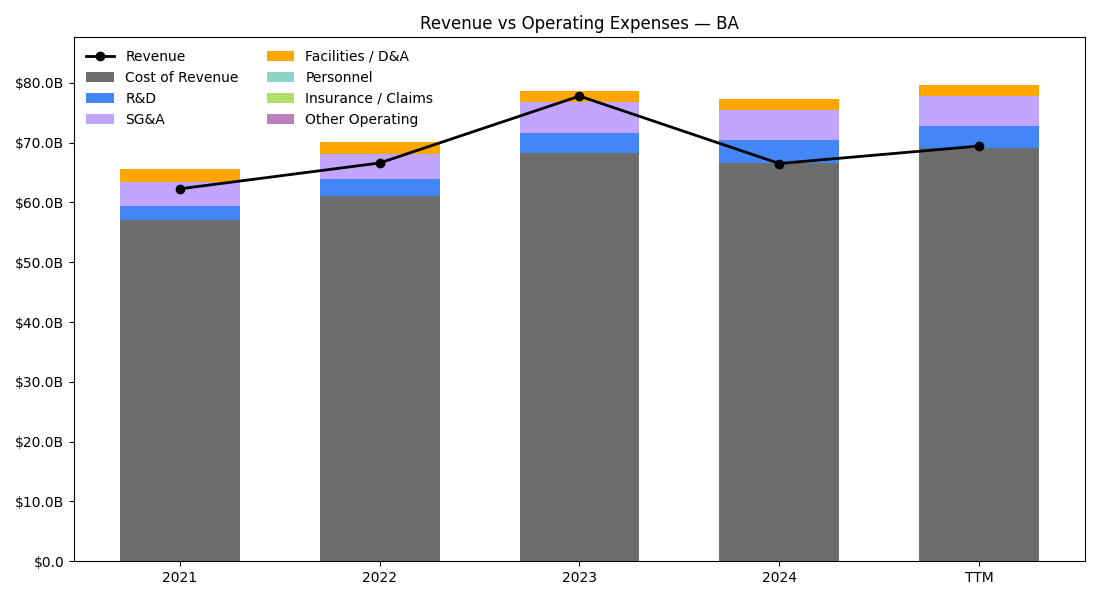 Revenue vs Operating Expenses — BA
Revenue
Cost of Revenue
R&D
SG&A
Facilities / D&A
Personnel
Insurance / Claims
Other Operating
$80.0B
$70.0B
$60.0B
$50.0B
$40.0B
$30.0B
$20.0B
$10.0B
$0.0
2021 2022 2023 2024 TTM